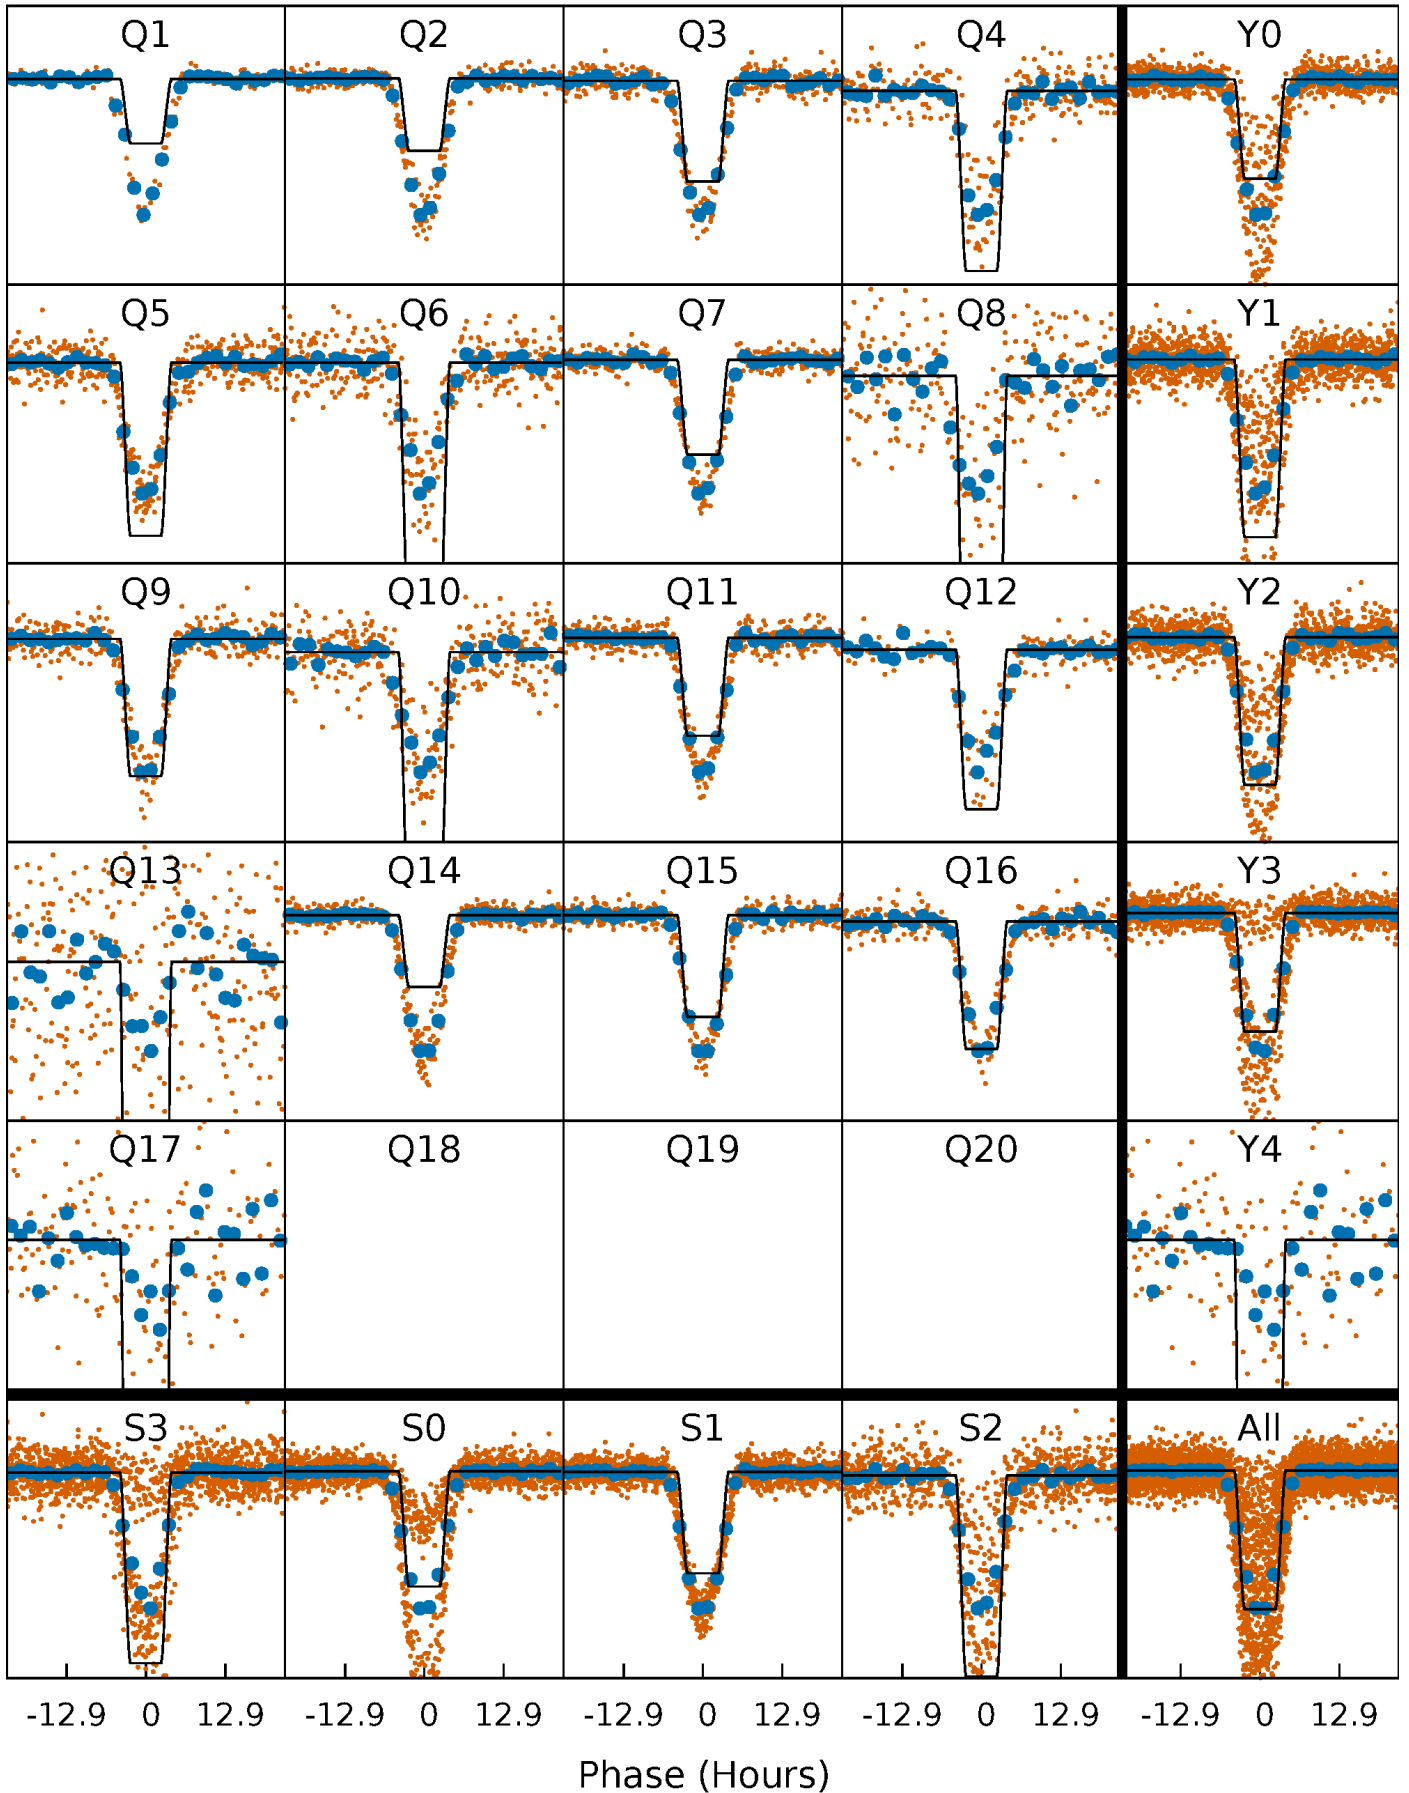 Q1 Q2 Q3 Q4 Y0
Q5 Q6 Q7 Q8 Y1
Q9 Q10 Q11 Q12 Y2
Q13 Q14 Q15 Q16 Y3
Q17 Q18 Q19 Q20 Y4
S3 S0 S1 S2 All
-12.9 0 12.9 -12.9 0 12.9 -12.9 0 12.9 -12.9 0 12.9 -12.9 0 12.9
Phase (Hours)